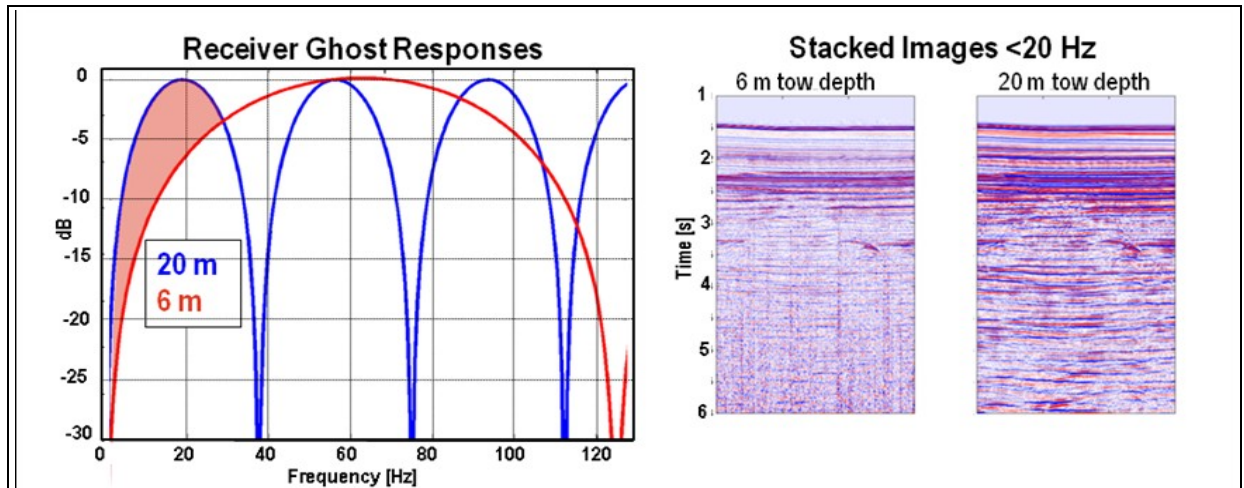 Receiver Ghost Responses
0
-5
-10
-15
-20
-25
-30
dB
20 m
6 m
0 20 40 60 80 100 120
Frequency [Hz]
Stacked Images <20 Hz
6 m tow depth 20 m tow depth
1
2
3
4
5
6
Time [s]